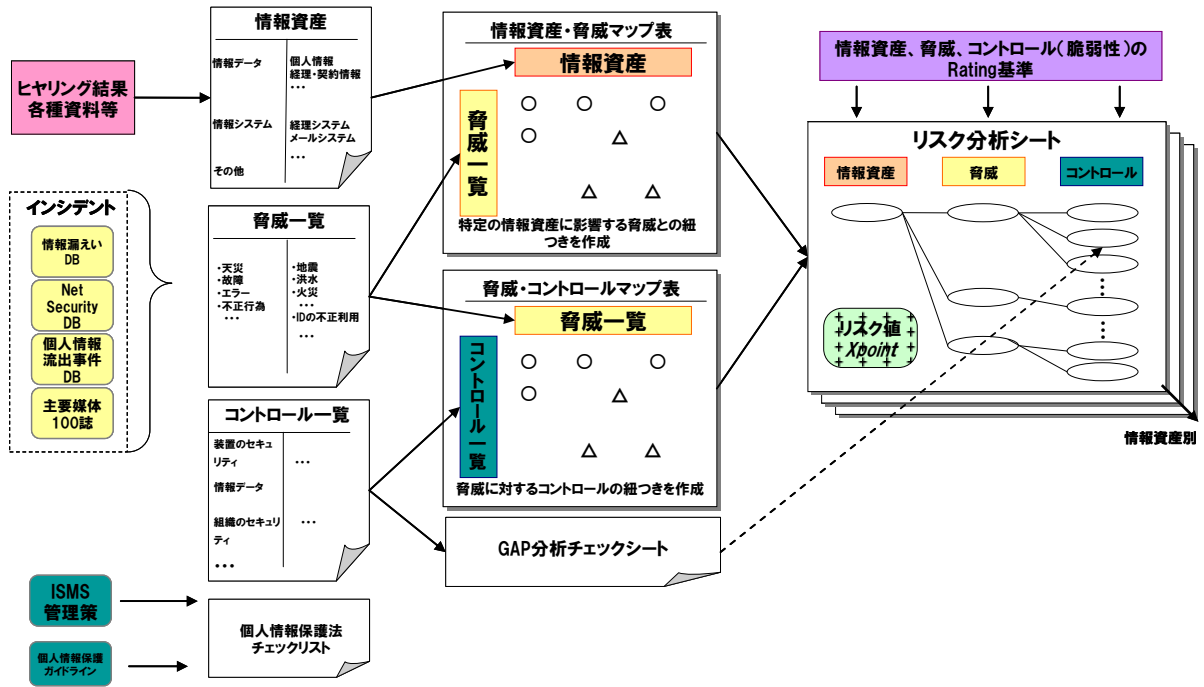 ヒヤリング結果
各種資料等
インシデント
情報漏えい
DB
Net
Security
DB
個人情報
流出事件
DB
主要媒体
100誌
ISMS
管理策
個人情報保護
ガイドライン
情報資産
情報データ
個人情報
経理・契約情報
…
情報システム
経理システム
メールシステム
…
その他
脅威一覧
・天災
・故障
・エラー
・不正行為
…
・地震
・洪水
・火災
…
・IDの不正利用
…
コントロール一覧
装置のセキュ
リティ
…
情報データ
組織のセキュリ
ティ
…
…
個人情報保護法
チェックリスト
情報資産・脅威マップ表
情報資産
脅威一覧
特定の情報資産に影響する脅威との紐
つきを作成
脅威・コントロールマップ表
脅威一覧
コントロール一覧
脅威に対するコントロールの紐つきを作成
GAP分析チェックシート
情報資産、脅威、コントロール（脆弱性）の
Rating基準
リスク分析シート
情報資産
脅威
コントロール
リスク値
Xpoint
情報資産別